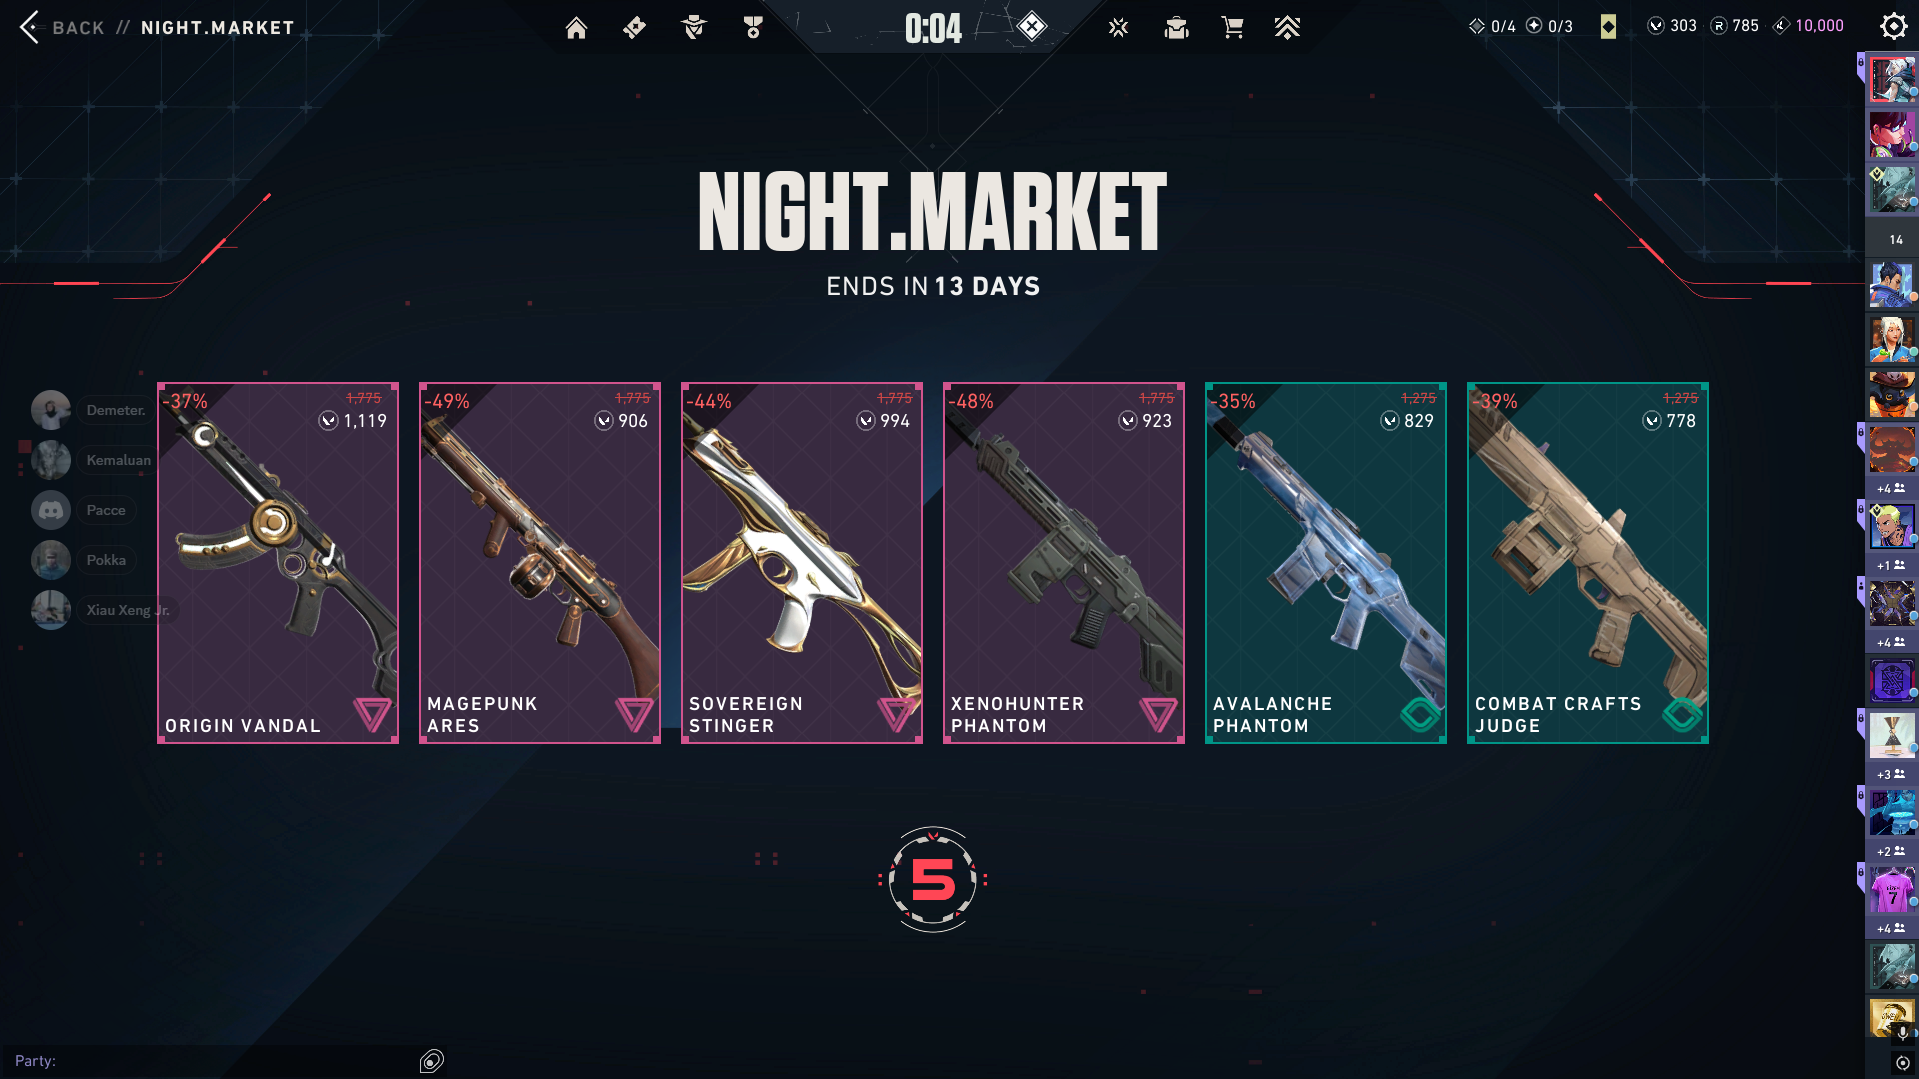 BACK // NIGHT.MARKET
0:04
0/4 0/3 303 785 10,000
14
NIGHT.MARKET
ENDS IN 13 DAYS
Demeter.
Kemaluan
Pacce
Pokka
Xiau Xeng Jr.
-37% 1,775
1,119
ORIGIN VANDAL
-49% 1,775
906
MAGEPUNK
ARES
-44% 1,775
994
SOVEREIGN
STINGER
-48% 1,775
923
XENOHUNTER
PHANTOM
-35% 1,275
829
AVALANCHE
PHANTOM
-39% 1,275
778
COMBAT CRAFTS
JUDGE
5
+4
+1
+4
+3
+2
7
+4
Party: